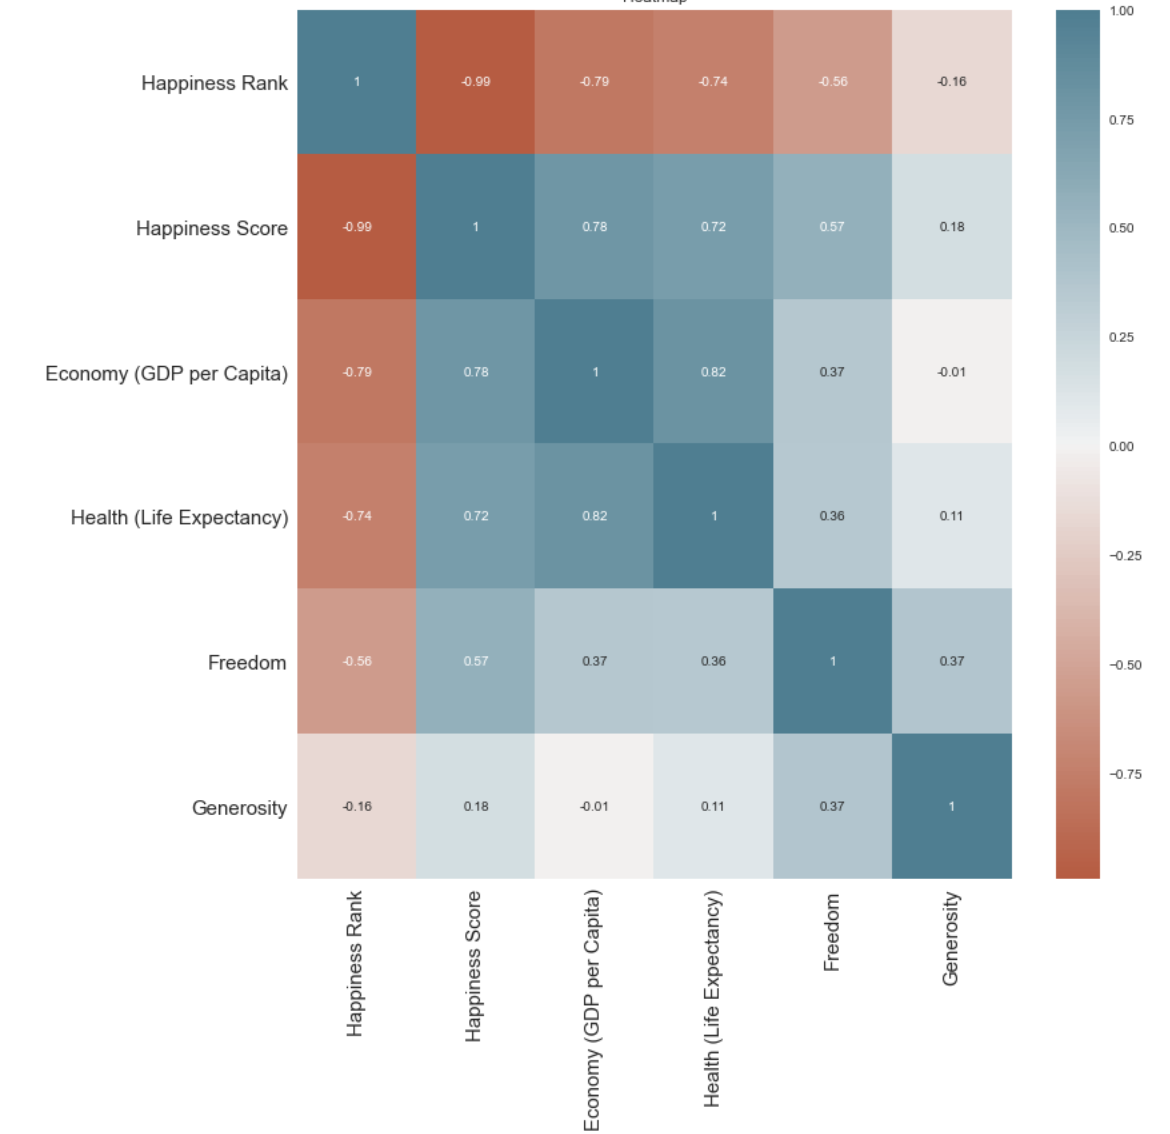 Heatmap
Happiness Rank 1 -0.99 -0.79 -0.74 -0.56 -0.16
Happiness Score -0.99 1 0.78 0.72 0.57 0.18
Economy (GDP per Capita) -0.79 0.78 1 0.82 0.37 -0.01
Health (Life Expectancy) -0.74 0.72 0.82 1 0.36 0.11
Freedom -0.56 0.57 0.37 0.36 1 0.37
Generosity -0.16 0.18 -0.01 0.11 0.37 1
Happiness Rank
Happiness Score
Economy (GDP per Capita)
Health (Life Expectancy)
Freedom
Generosity
1.00
0.75
0.50
0.25
0.00
−0.25
−0.50
−0.75